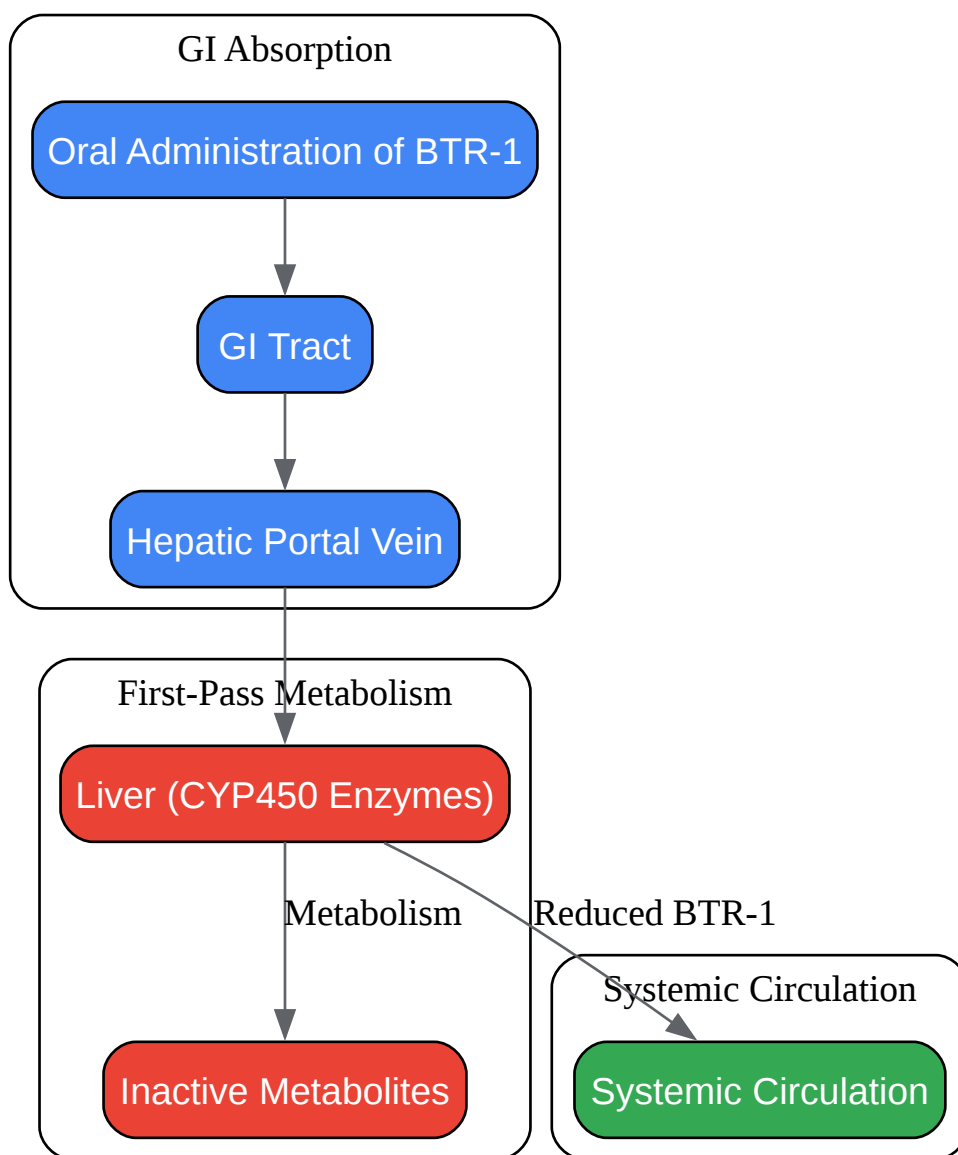 GI Absorption
Oral Administration of BTR-1
GI Tract
Hepatic Portal Vein
First-Pass Metabolism
Liver (CYP450 Enzymes)
Metabolism
Reduced BTR-1
Systemic Circulation
Inactive Metabolites
Systemic Circulation